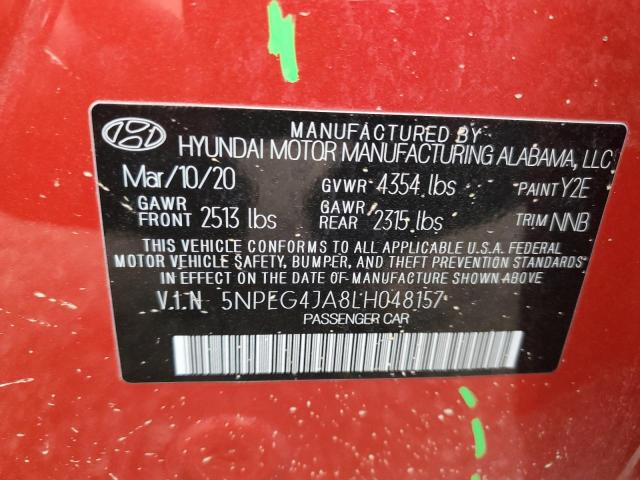 MANUFACTURED BY
HYUNDAI MOTOR MANUFACTURING ALABAMA, LLC
Mar/10/20 GVWR 4354 lbs PAINT Y2E
GAWR FRONT 2513 lbs GAWR REAR 2315 lbs TRIM NNB
THIS VEHICLE CONFORMS TO ALL APPLICABLE U.S.A. FEDERAL
MOTOR VEHICLE SAFETY, BUMPER, AND THEFT PREVENTION STANDARDS
IN EFFECT ON THE DATE OF MANUFACTURE SHOWN ABOVE.
V.I.N 5NPEG4JA8LH048157
PASSENGER CAR